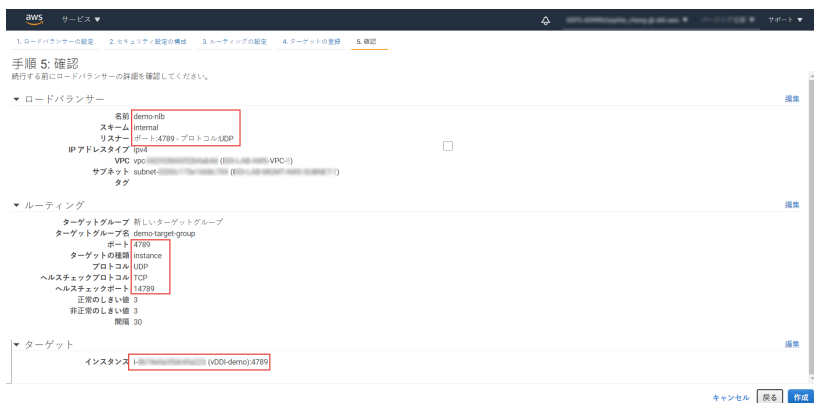 aws サービス ▼ サポート ▼
1. ロードバランサーの設定 2. セキュリティ設定の構成 3. ルーティングの設定 4. ターゲットの登録 5. 確認
手順 5: 確認
続行する前にロードバランサーの詳細を確認してください。
▼ ロードバランサー 編集
名前 demo-nlb
スキーム internal
リスナー ポート:4789 - プロトコル:UDP
IP アドレスタイプ ipv4
VPC vpc-
サブネット subnet-
タグ
▼ ルーティング 編集
ターゲットグループ 新しいターゲットグループ
ターゲットグループ名 demo-target-group
ポート 4789
ターゲットの種類 instance
プロトコル UDP
ヘルスチェックプロトコル TCP
ヘルスチェックポート 14789
正常のしきい値 3
非正常のしきい値 3
間隔 30
▼ ターゲット 編集
インスタンス i- (vDDI-demo):4789
キャンセル 戻る 作成